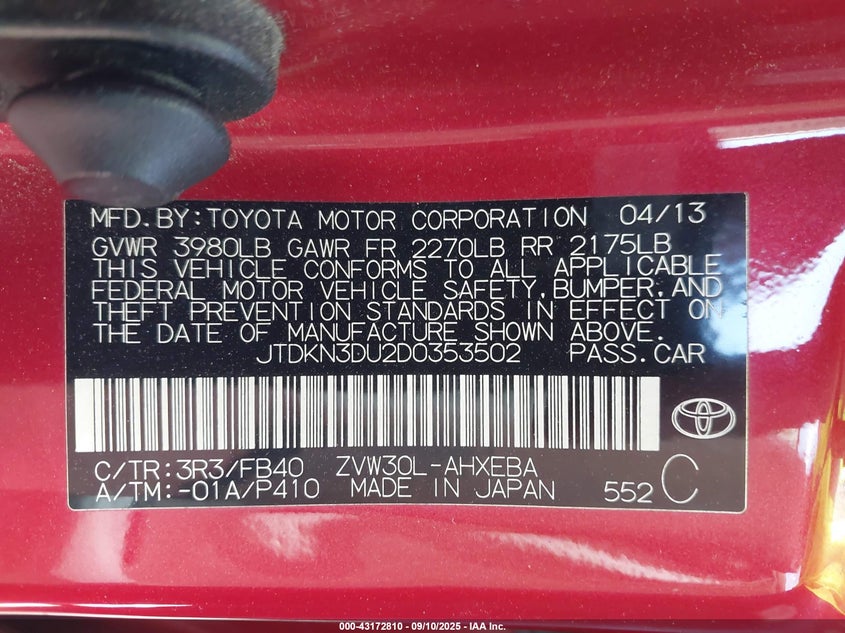 MFD.BY:TOYOTA MOTOR CORPORATION 04/13
GVWR 3980LB GAWR FR 2270LB RR 2175LB
THIS VEHICLE CONFORMS TO ALL APPLICABLE
FEDERAL MOTOR VEHICLE SAFETY,BUMPER,AND
THEFT PREVENTION STANDARDS IN EFFECT ON
THE DATE OF MANUFACTURE SHOWN ABOVE.
JTDKN3DU2D0353502 PASS.CAR
C/TR:3R3/FB40 ZVW30L-AHXEBA
A/TM:-01A/P410 MADE IN JAPAN 552 C
000-43172810 - 09/10/2025 - IAA Inc.